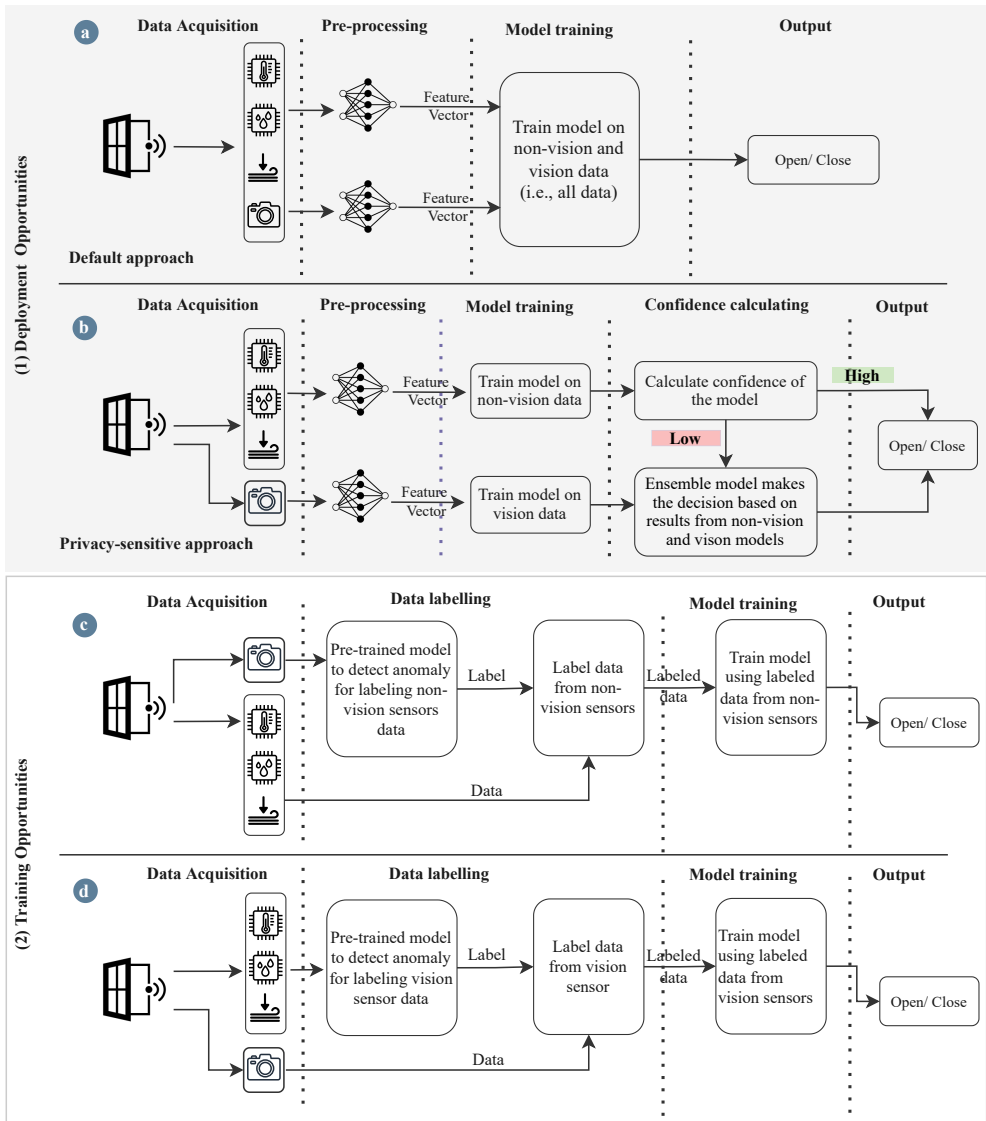 (1) Deployment Opportunities
a
Data Acquisition
Pre-processing
Model training
Output
Feature
Vector
Feature
Vector
Train model on
non-vision and
vision data
(i.e., all data)
Open/ Close
Default approach
b
Data Acquisition
Pre-processing
Model training
Confidence calculating
Output
Feature
Vector
Train model on
non-vision data
Calculate confidence of
the model
High
Low
Open/ Close
Feature
Vector
Train model on
vision data
Ensemble model makes
the decision based on
results from non-vision
and vison models
Privacy-sensitive approach
(2) Training Opportunities
c
Data Acquisition
Data labelling
Model training
Output
Pre-trained model
to detect anomaly
for labeling non-
vision sensors
data
Label
Label data
from non-
vision sensors
Labeled
data
Train model
using labeled
data from non-
vision sensors
Open/ Close
Data
d
Data Acquisition
Data labelling
Model training
Output
Pre-trained model
to detect anomaly
for labeling vision
sensor data
Label
Label data
from vision
sensor
Labeled
data
Train model
using labeled
data from
vision sensors
Open/ Close
Data